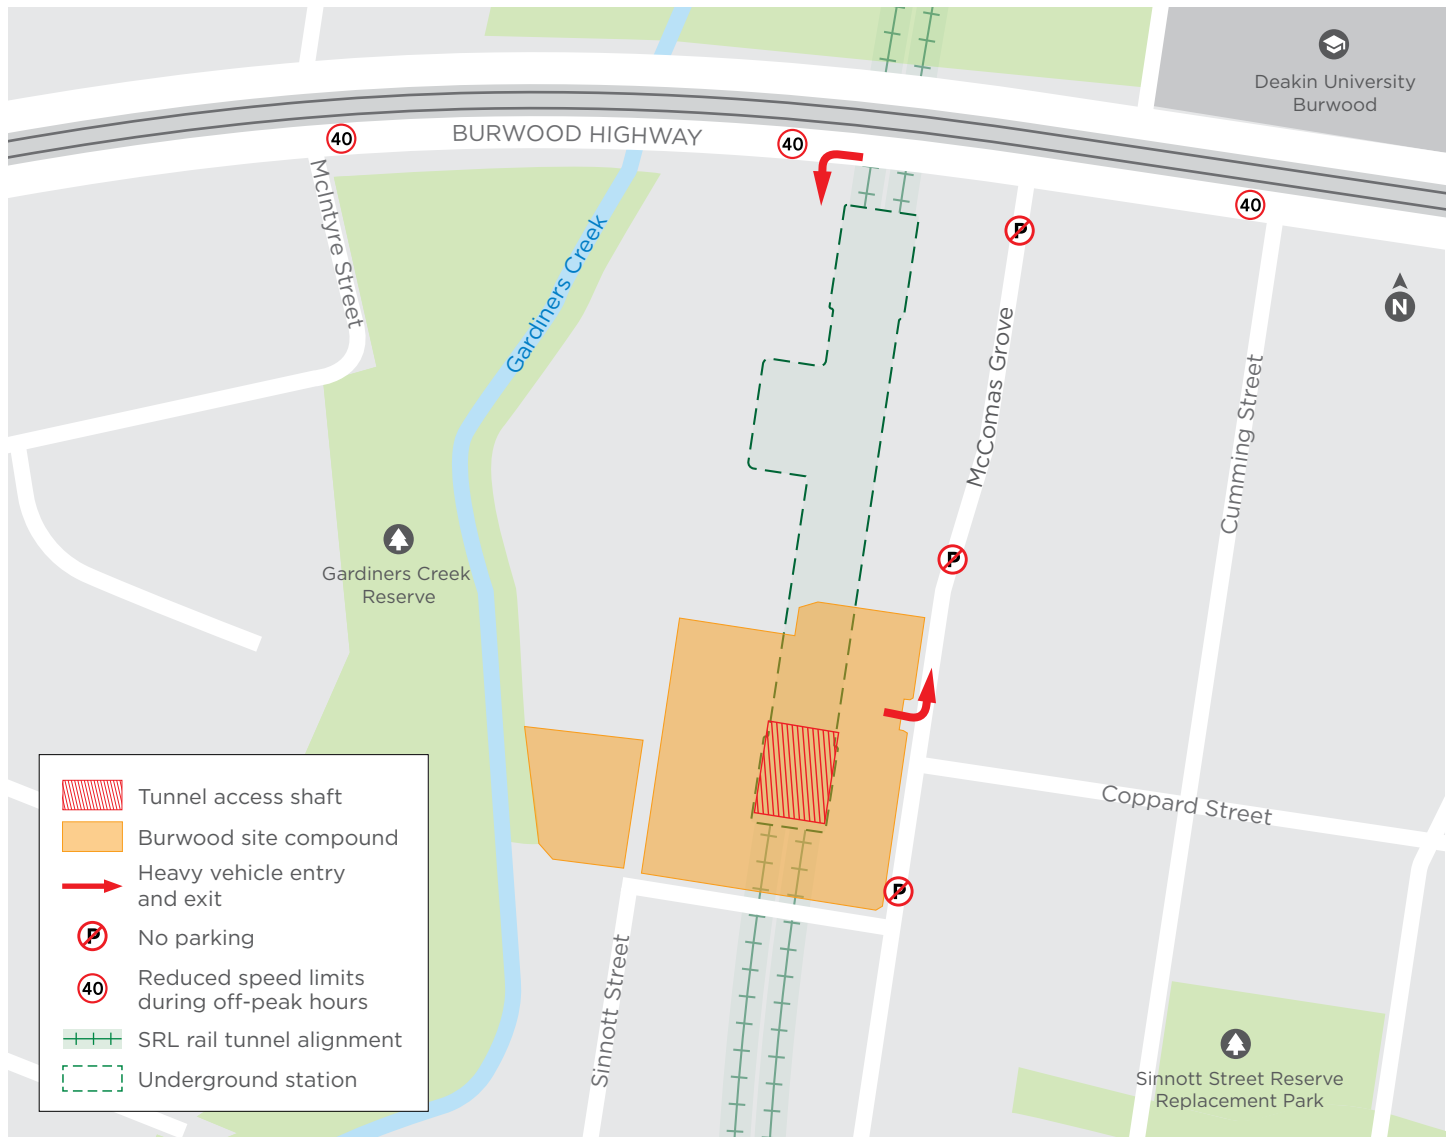 Deakin University
Burwood
40
BURWOOD HIGHWAY
40
40
McIntyre Street
Gardiners Creek
P
N
McComas Grove
Cumming Street
P
Gardiners Creek
Reserve
Coppard Street
P
Sinnott Street
Sinnott Street Reserve
Replacement Park
Tunnel access shaft
Burwood site compound
Heavy vehicle entry
and exit
P
No parking
40
Reduced speed limits
during off-peak hours
SRL rail tunnel alignment
Underground station